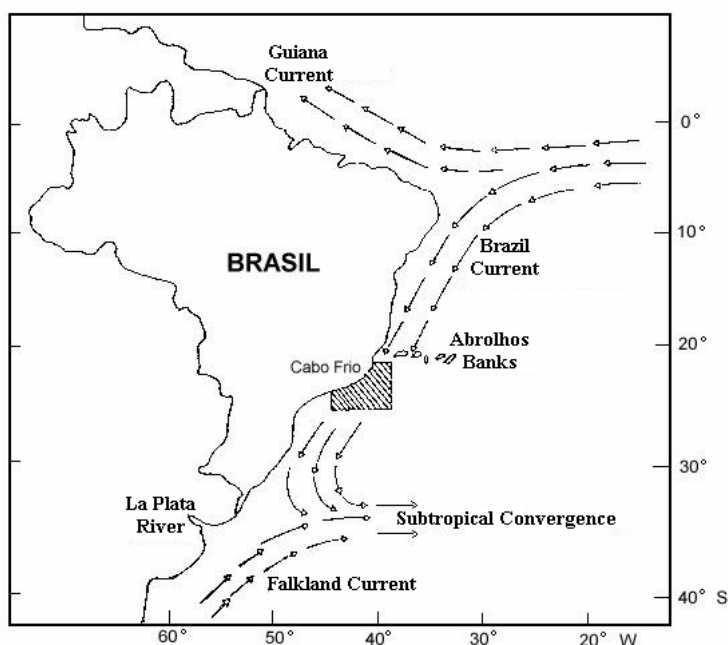 Guiana
Current
0°
10°
BRASIL
Brazil
Current
Abrolhos
Banks
20°
Cabo Frio
30°
La Plata
River
Subtropical Convergence
Falkland Current
40° S
60° 50° 40° 30° 20° W